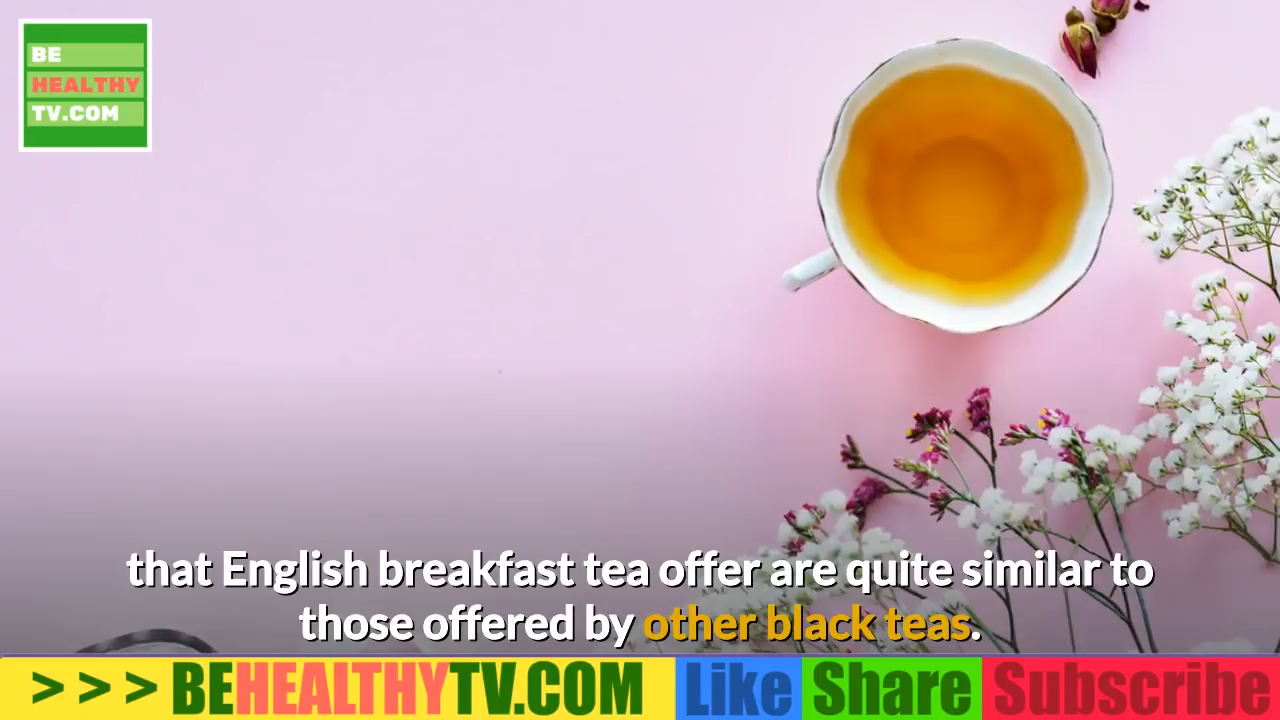 BE
HEALTHY
TV.COM
that English breakfast tea offer are quite similar to
those offered by other black teas.
> > > BEHEALTHYTV.COM Like Share Subscribe